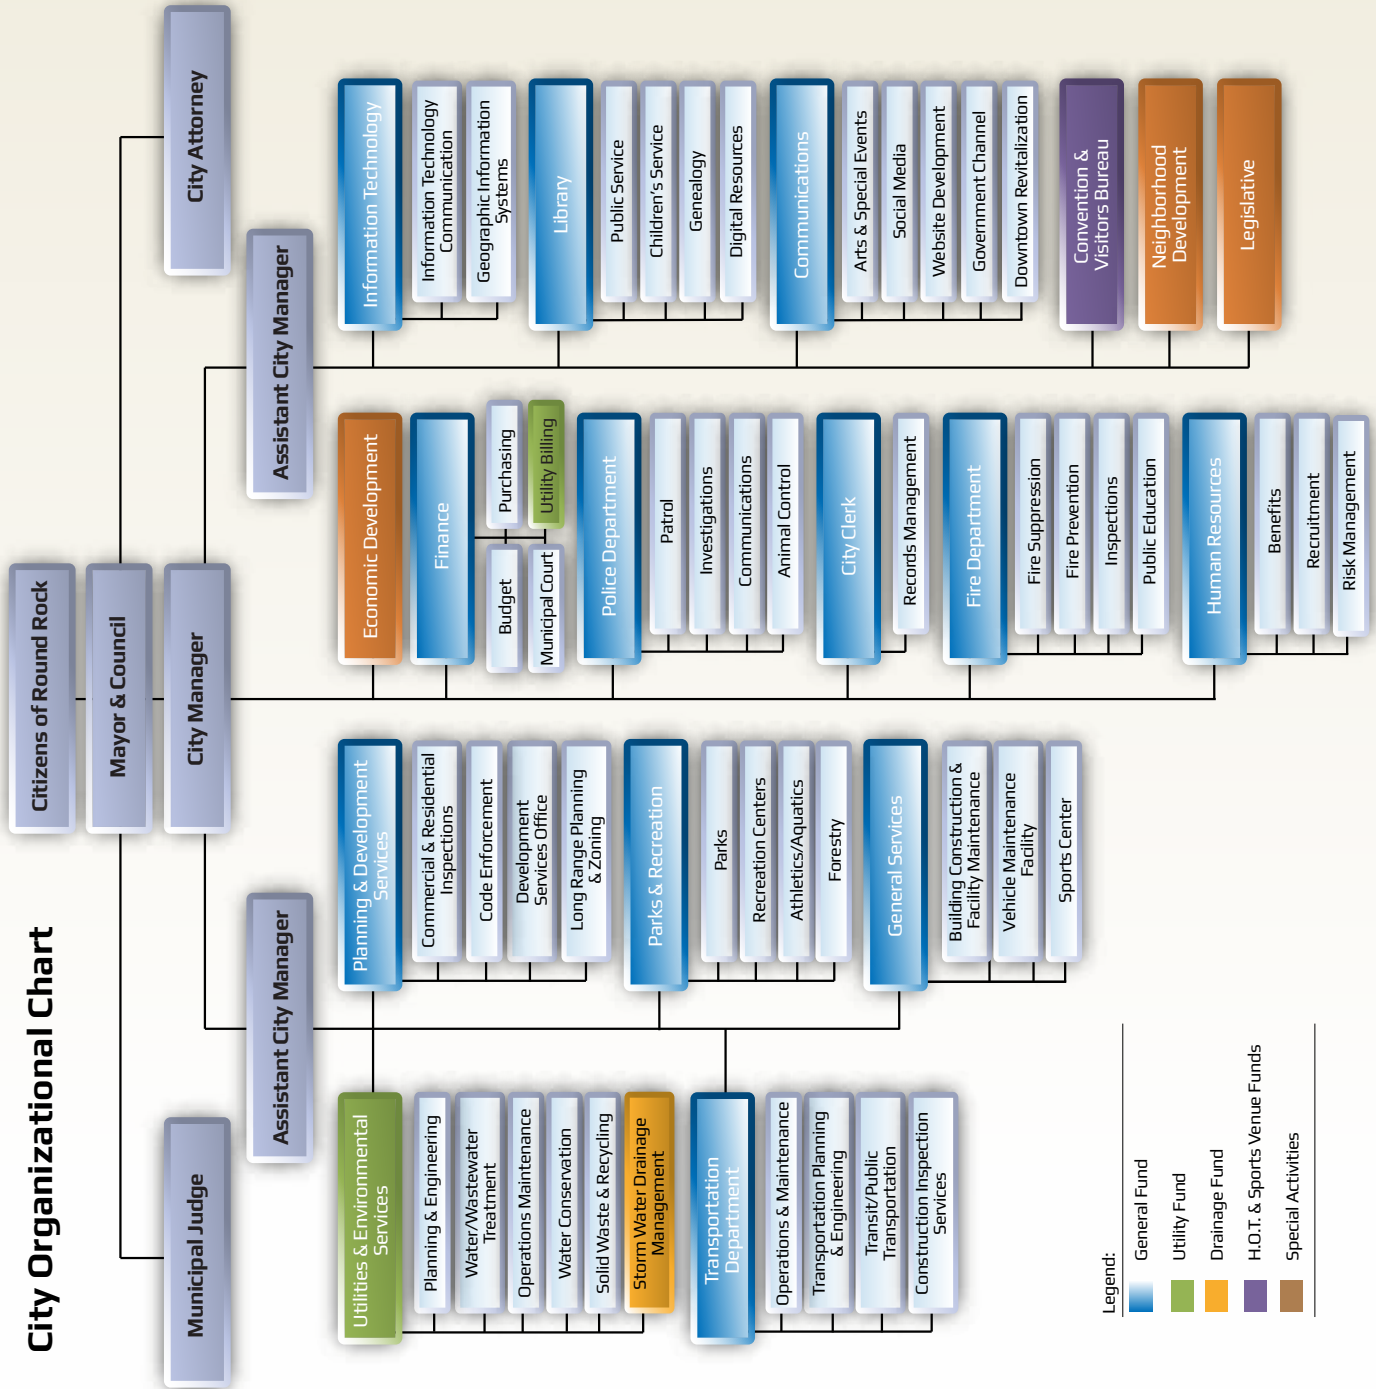 City Organizational Chart
Citizens of Round Rock
Mayor & Council
Municipal Judge
City Manager
City Attorney
Assistant City Manager
Assistant City Manager
Utilities & Environmental
Services
Planning & Engineering
Water/Wastewater
Treatment
Operations Maintenance
Water Conservation
Solid Waste & Recycling
Storm Water Drainage
Management
Transportation
Department
Operations & Maintenance
Transportation Planning
& Engineering
Transit/Public
Transportation
Construction Inspection
Services
Planning & Development
Services
Commercial & Residential
Inspections
Code Enforcement
Development
Services Office
Long Range Planning
& Zoning
Parks & Recreation
Parks
Recreation Centers
Athletics/Aquatics
Forestry
General Services
Building Construction &
Facility Maintenance
Vehicle Maintenance
Facility
Sports Center
Economic Development
Finance
Budget
Purchasing
Municipal Court
Utility Billing
Police Department
Patrol
Investigations
Communications
Animal Control
City Clerk
Records Management
Fire Department
Fire Suppression
Fire Prevention
Inspections
Public Education
Human Resources
Benefits
Recruitment
Risk Management
Information Technology
Information Technology
Communication
Geographic Information
Systems
Library
Public Service
Children's Service
Genealogy
Digital Resources
Communications
Arts & Special Events
Social Media
Website Development
Government Channel
Downtown Revitalization
Convention &
Visitors Bureau
Neighborhood
Development
Legislative
Legend:
General Fund
Utility Fund
Drainage Fund
H.O.T. & Sports Venue Funds
Special Activities